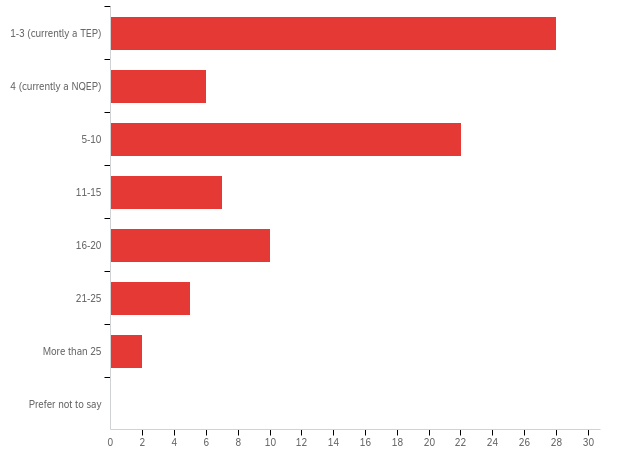 1-3 (currently a TEP)
4 (currently a NQEP)
5-10
11-15
16-20
21-25
More than 25
Prefer not to say
0 2 4 6 8 10 12 14 16 18 20 22 24 26 28 30